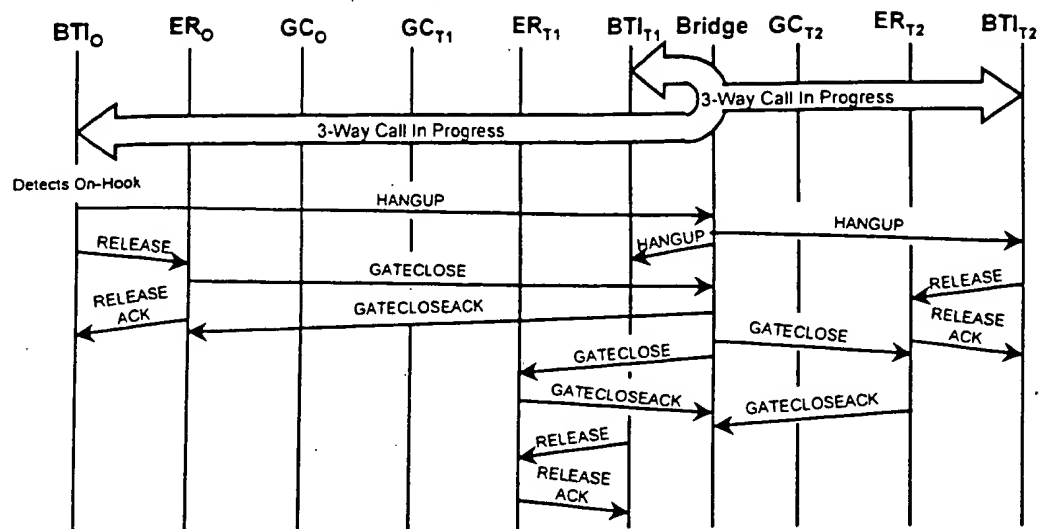 BTI_O ER_O GC_O GC_T1 ER_T1 BTI_T1 Bridge GC_T2 ER_T2 BTI_T2
3-Way Call In Progress
3-Way Call In Progress
Detects On-Hook
HANGUP
HANGUP
HANGUP
RELEASE
GATECLOSE
RELEASE
RELEASE
ACK
GATECLOSEACK
GATECLOSE
RELEASE
ACK
GATECLOSE
GATECLOSEACK
GATECLOSEACK
RELEASE
RELEASE
ACK